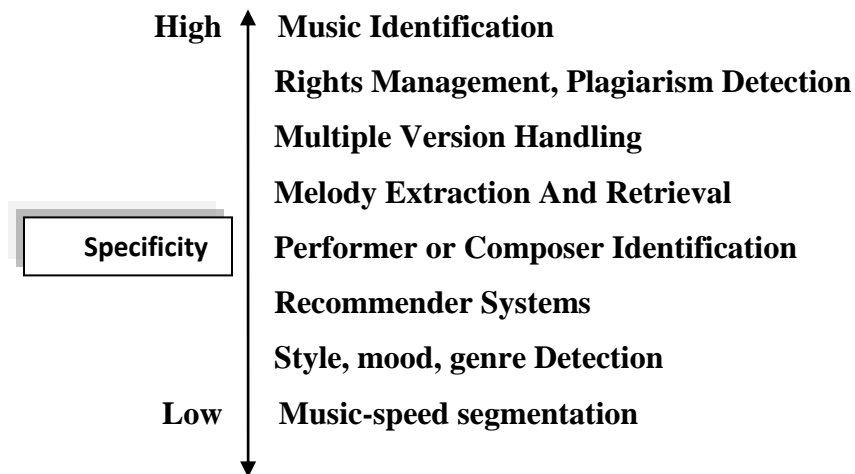 High Music Identification
Rights Management, Plagiarism Detection
Multiple Version Handling
Melody Extraction And Retrieval
Specificity Performer or Composer Identification
Recommender Systems
Style, mood, genre Detection
Low Music-speed segmentation